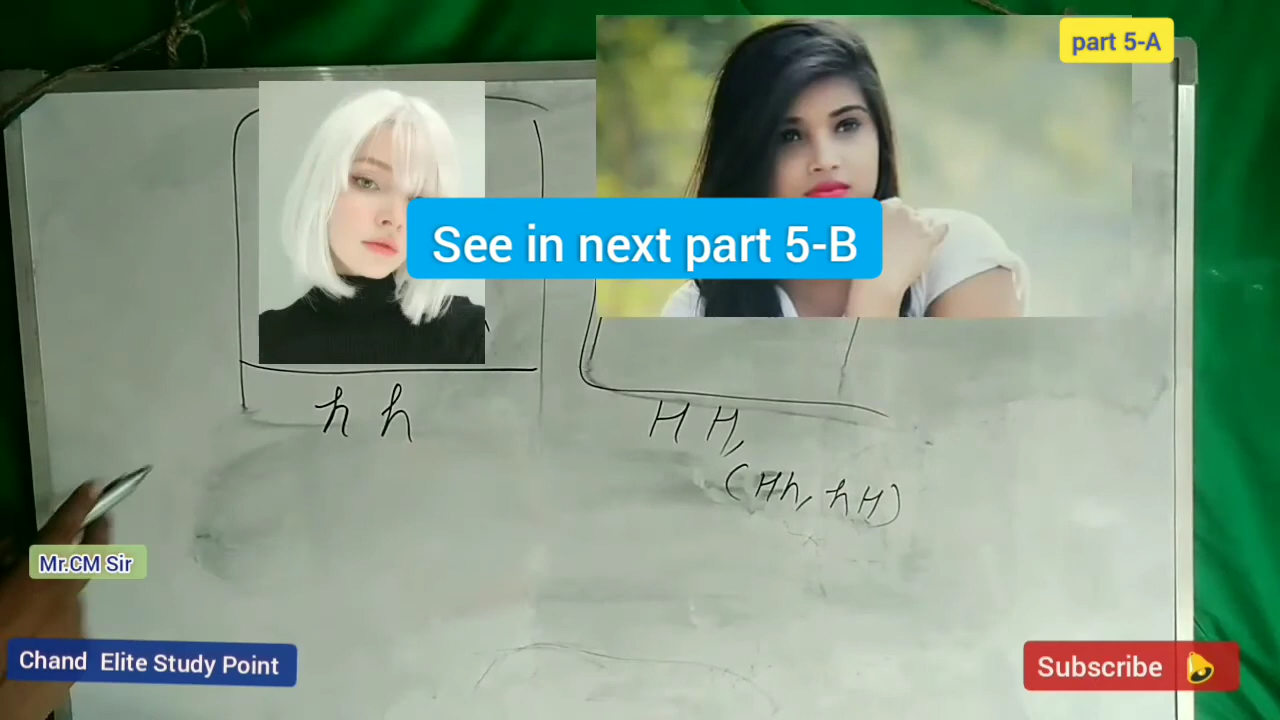 part 5-A
See in next part 5-B
h h
H H,
(Hh, hH)
Mr.CM Sir
Chand Elite Study Point
Subscribe